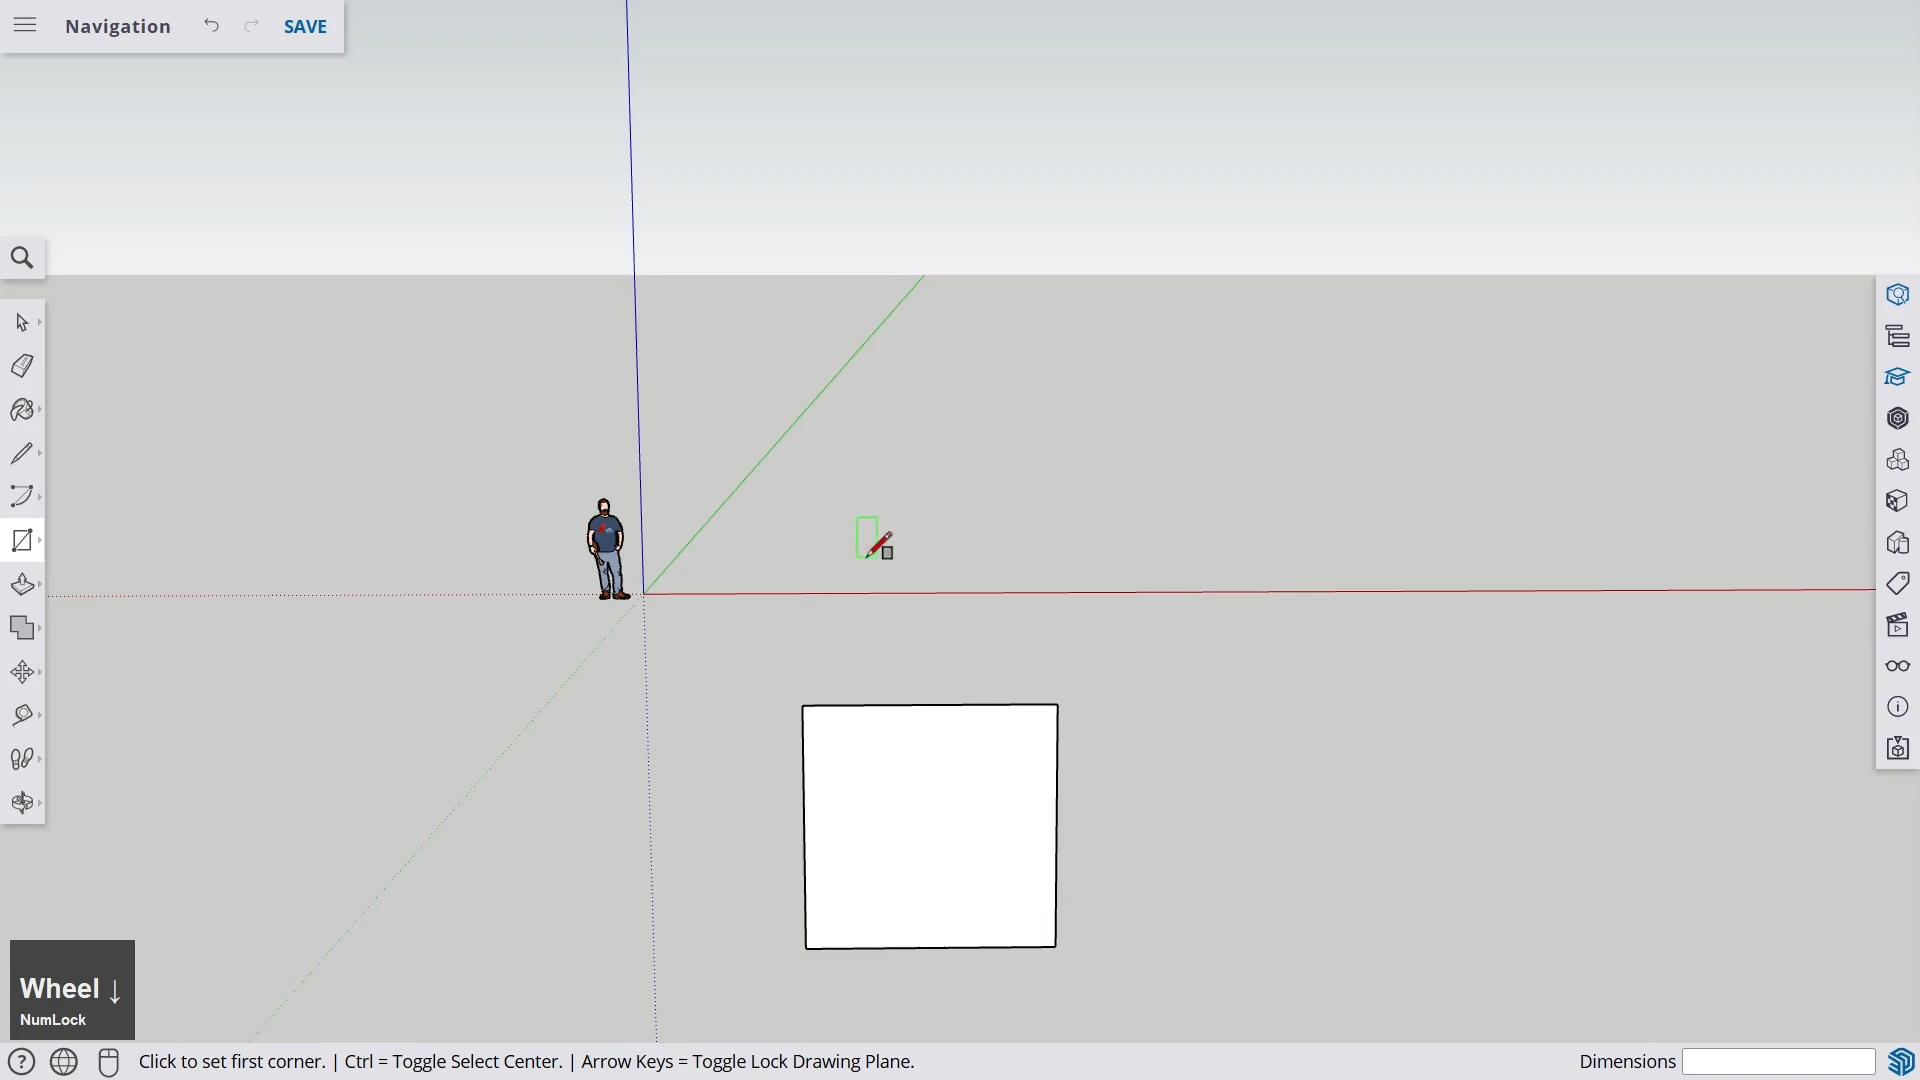 Navigation SAVE
Wheel ↓
NumLock
Click to set first corner. | Ctrl = Toggle Select Center. | Arrow Keys = Toggle Lock Drawing Plane. Dimensions